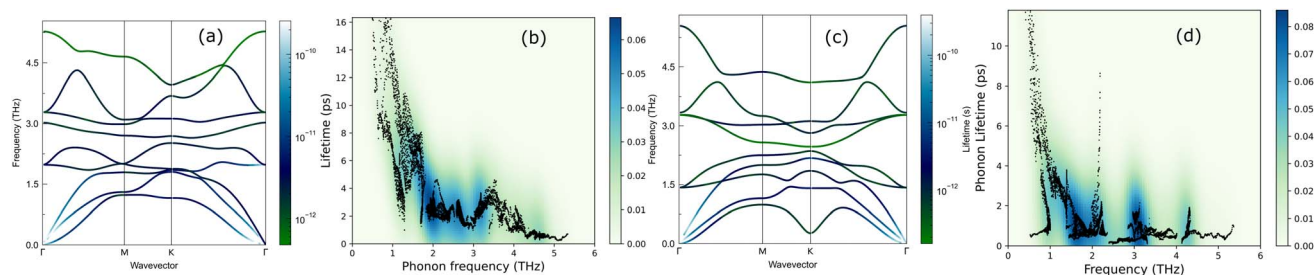 (a)
Frequency (THz)
4.5
3.0
1.5
0.0
Γ M K Γ
Wavevector
10⁻¹⁰
10⁻¹¹
10⁻¹²
(b)
Lifetime (ps)
16
14
12
10
8
6
4
2
0
0 1 2 3 4 5 6
Phonon frequency (THz)
0.06
0.05
0.04
0.03
0.02
0.01
0.00
(c)
Frequency (THz)
4.5
3.0
1.5
0.0
Γ M K Γ
Wavevector
Lifetime (s)
10⁻¹⁰
10⁻¹¹
10⁻¹²
(d)
Phonon Lifetime (ps)
10
8
6
4
2
0
0 1 2 3 4 5 6
Frequency (THz)
0.08
0.07
0.06
0.05
0.04
0.03
0.02
0.01
0.00